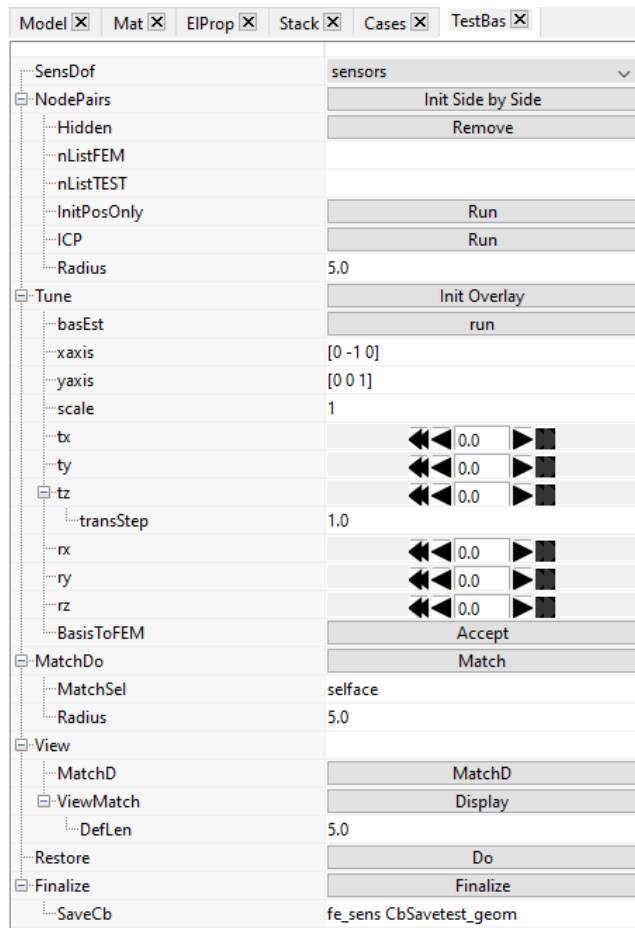 Model Mat ElProp Stack Cases TestBas
SensDof sensors
NodePairs Init Side by Side
Hidden Remove
nListFEM
nListTEST
InitPosOnly Run
ICP Run
Radius 5.0
Tune Init Overlay
basEst run
xaxis [0 -1 0]
yaxis [0 0 1]
scale 1
tx 0.0
ty 0.0
tz 0.0
transStep 1.0
rx 0.0
ry 0.0
rz 0.0
BasisToFEM Accept
MatchDo Match
MatchSel selface
Radius 5.0
View
MatchD MatchD
ViewMatch Display
DefLen 5.0
Restore Do
Finalize Finalize
SaveCb fe_sens CbSavetest_geom